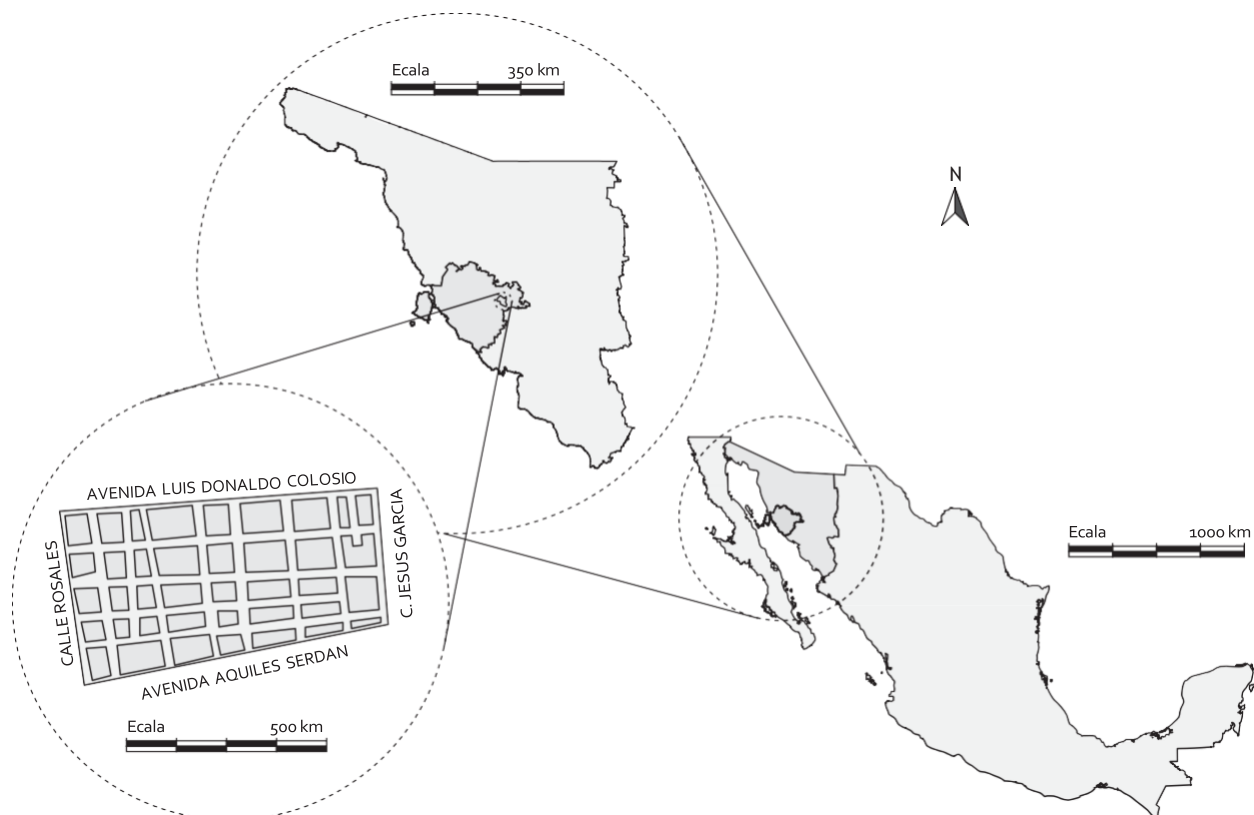 Ecala 350 km
N
AVENIDA LUIS DONALDO COLOSIO
CALLE ROSALES
C. JESUS GARCIA
AVENIDA AQUILES SERDAN
Ecala 500 km
Ecala 1000 km